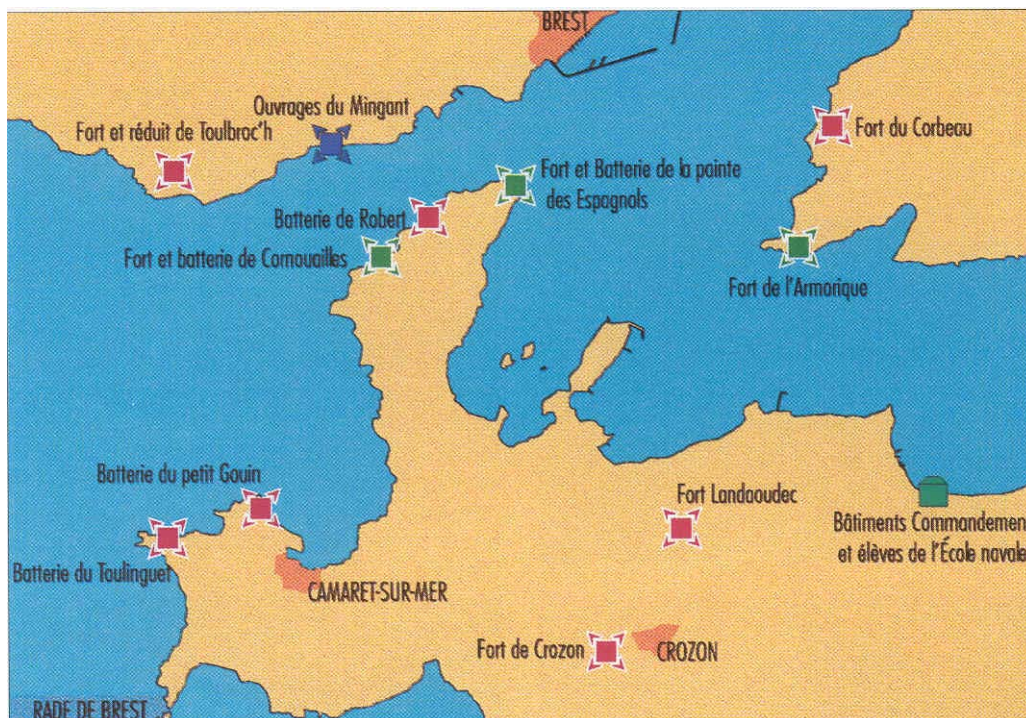 BREST
Ouvrages du Mingant
Fort et réduit de Toulbroc'h
Fort du Corbeau
Fort et Batterie de la pointe
des Espagnols
Batterie de Robert
Fort et batterie de Cornouailles
Fort de l'Armorique
Batterie du petit Gouin
Fort Landaoudec
Bâtiments Commandemen
et élèves de l'École navale
Batterie du Toulinguet
CAMARET-SUR-MER
Fort de Crozon
CROZON
RADE DE BREST